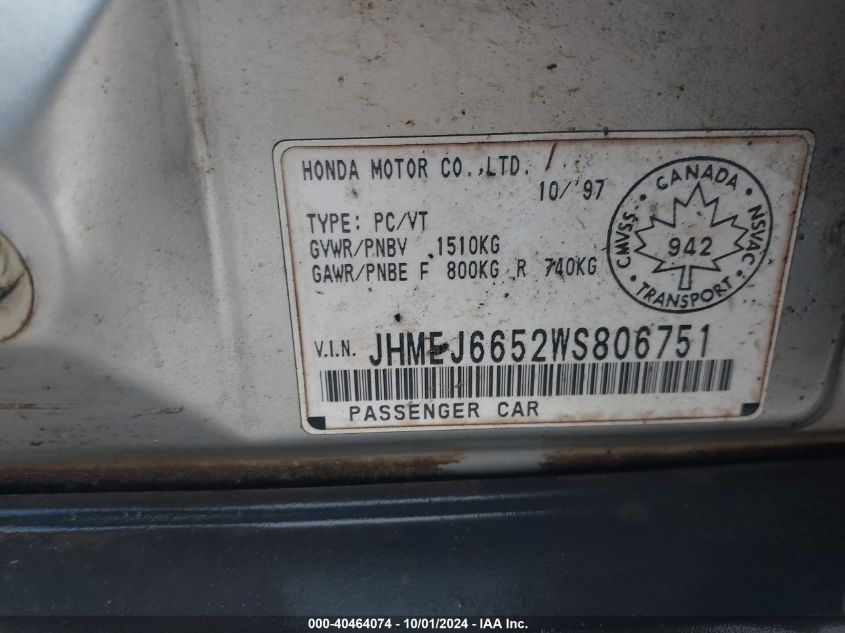 HONDA MOTOR CO.,LTD.
10/'97
TYPE: PC/VT
GVWR/PNBV 1510KG
GAWR/PNBE F 800KG R 740KG
CANADA
CMVSS
NSVAC
942
TRANSPORT
V.I.N. JHMEJ6652WS806751
PASSENGER CAR
000-40464074 - 10/01/2024 - IAA Inc.